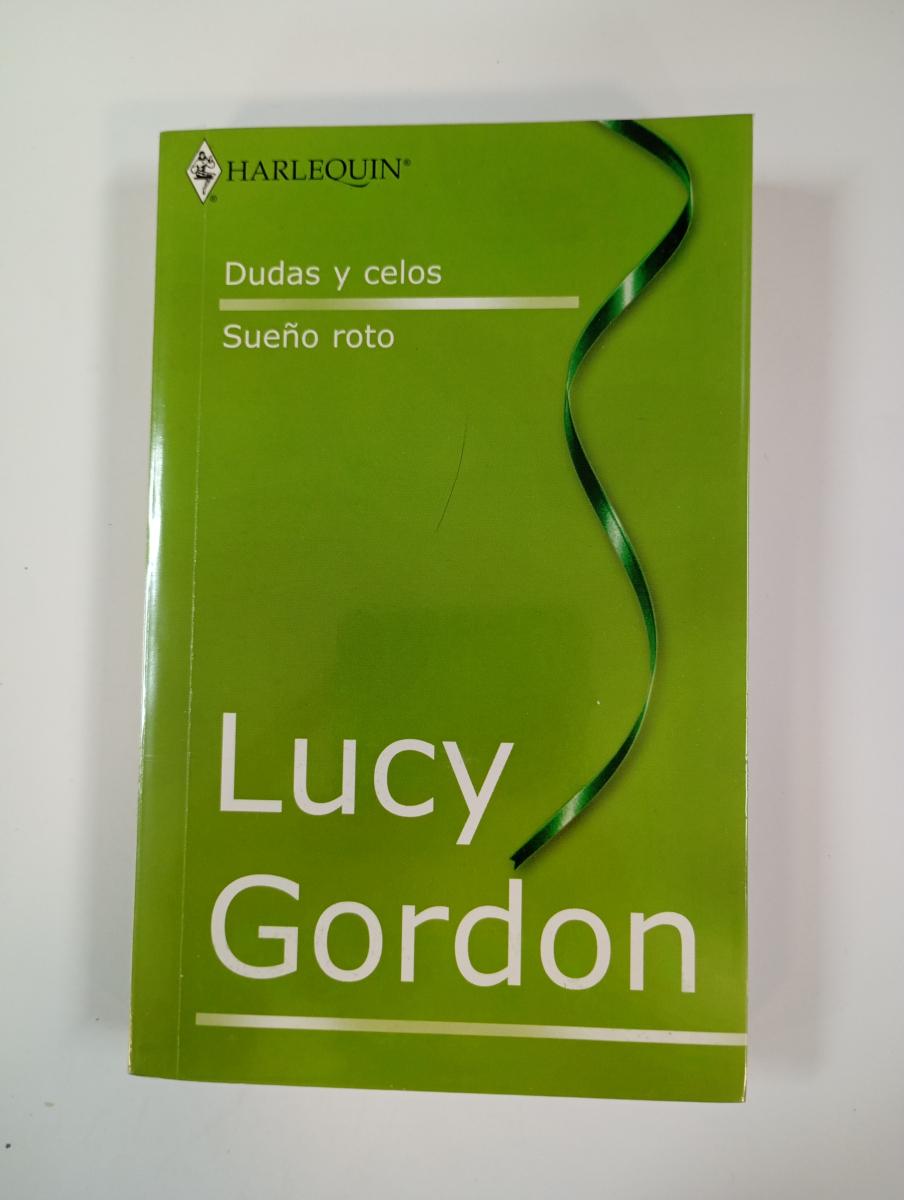 HARLEQUIN®
®
Dudas y celos
Sueño roto
Lucy
Gordon